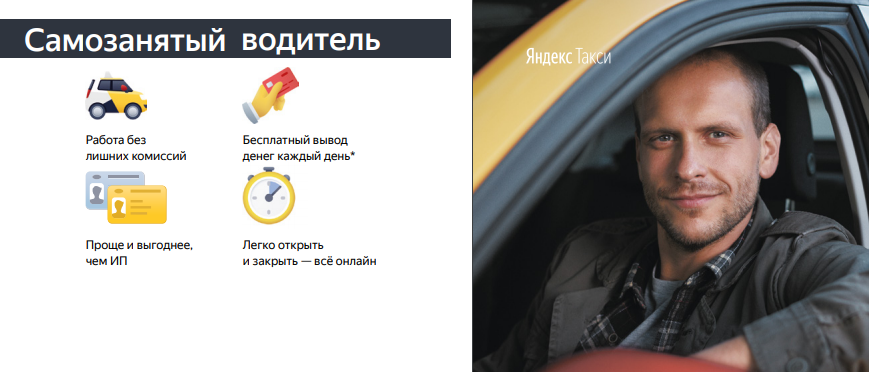 Самозанятый водитель
Работа без
лишних комиссий
Бесплатный вывод
денег каждый день*
Проще и выгоднее,
чем ИП
Легко открыть
и закрыть — всё онлайн
Яндекс Такси